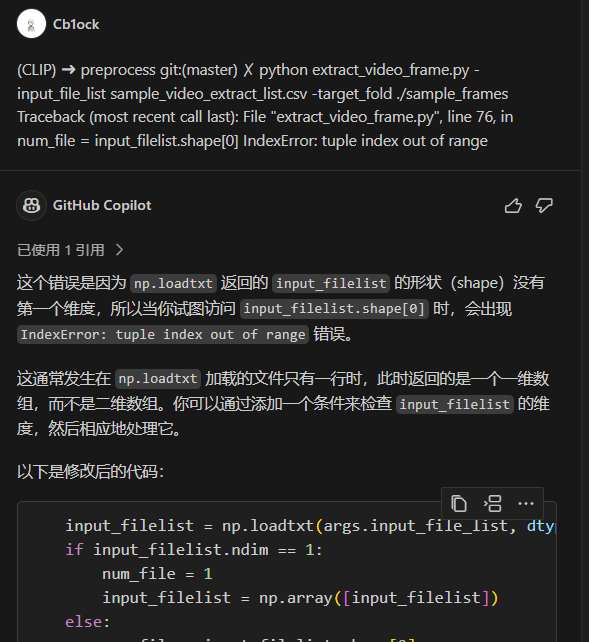 Cb1ock
(CLIP) ➜ preprocess git:(master) ✗ python extract_video_frame.py -
input_file_list sample_video_extract_list.csv -target_fold ./sample_frames
Traceback (most recent call last): File "extract_video_frame.py", line 76, in
num_file = input_filelist.shape[0] IndexError: tuple index out of range
GitHub Copilot
已使用 1 引用
这个错误是因为 np.loadtxt 返回的 input_filelist 的形状（shape）没有
第一个维度，所以当你试图访问 input_filelist.shape[0] 时，会出现
IndexError: tuple index out of range 错误。
这通常发生在 np.loadtxt 加载的文件只有一行时，此时返回的是一个一维数
组，而不是二维数组。你可以通过添加一个条件来检查 input_filelist 的维
度，然后相应地处理它。
以下是修改后的代码：
input_filelist = np.loadtxt(args.input_file_list, dty
if input_filelist.ndim == 1:
num_file = 1
input_filelist = np.array([input_filelist])
else: